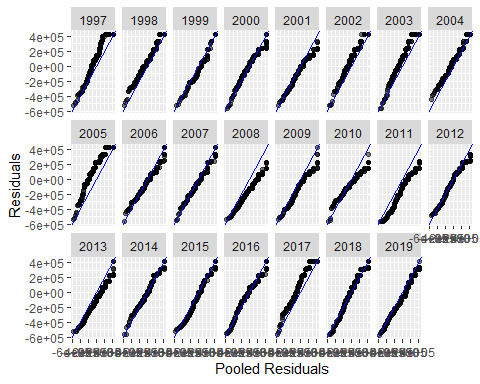 1997 1998 1999 2000 2001 2002 2003 2004
4e+05
2e+05
0e+00
-2e+05
-4e+05
-6e+05
2005 2006 2007 2008 2009 2010 2011 2012
4e+05
2e+05
0e+00
-2e+05
-4e+05
-6e+05
2013 2014 2015 2016 2017 2018 2019
4e+05
2e+05
0e+00
-2e+05
-4e+05
-6e+05
Residuals
Pooled Residuals